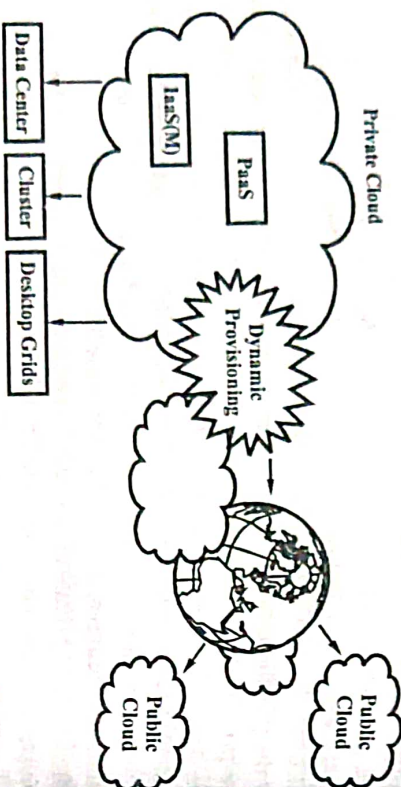 Private Cloud
PaaS
IaaS(M)
Dynamic
Provisioning
Public
Cloud
Public
Cloud
Data Center
Cluster
Desktop Grids